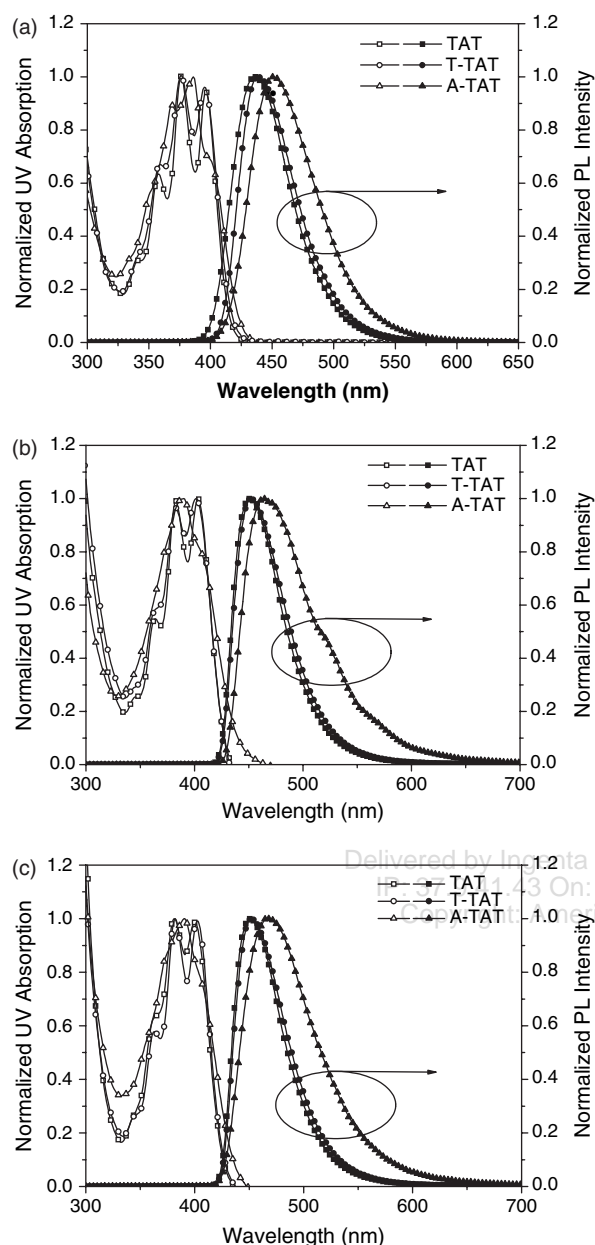 (a)
1.2
1.0
0.8
0.6
0.4
0.2
0.0
Normalized UV Absorption
TAT
T-TAT
A-TAT
1.2
1.0
0.8
0.6
0.4
0.2
0.0
Normalized PL Intensity
300 350 400 450 500 550 600 650
Wavelength (nm)
(b)
1.2
1.0
0.8
0.6
0.4
0.2
0.0
Normalized UV Absorption
TAT
T-TAT
A-TAT
1.2
1.0
0.8
0.6
0.4
0.2
0.0
Normalized PL Intensity
300 400 500 600 700
Wavelength (nm)
(c)
1.2
1.0
0.8
0.6
0.4
0.2
0.0
Normalized UV Absorption
Delivered by Ingenta
TAT
T-TAT
A-TAT
1.2
1.0
0.8
0.6
0.4
0.2
0.0
Normalized PL Intensity
300 400 500 600 700
Wavelength (nm)